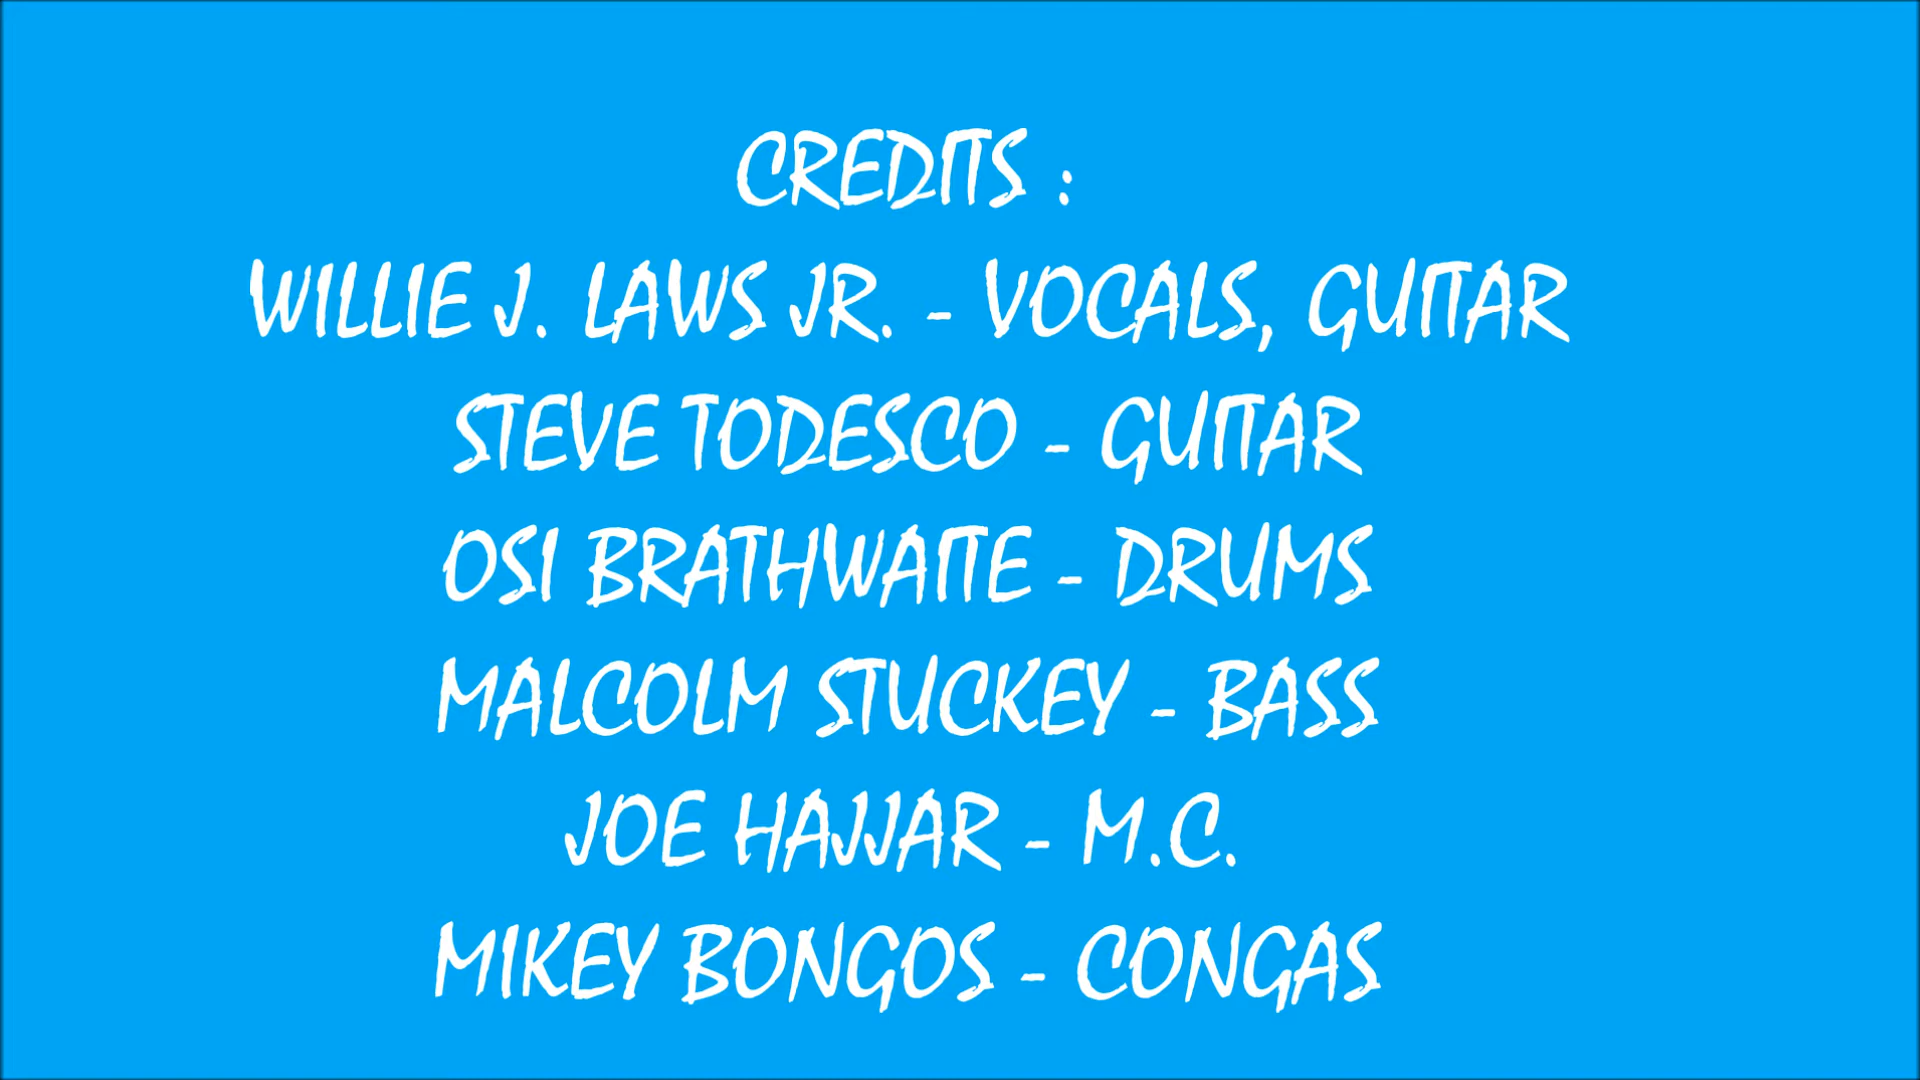 CREDITS :
WILLIE J. LAWS JR. - VOCALS, GUITAR
STEVE TODESCO - GUITAR
OSI BRATHWAITE - DRUMS
MALCOLM STUCKEY - BASS
JOE HAJJAR - M.C.
MIKEY BONGOS - CONGAS